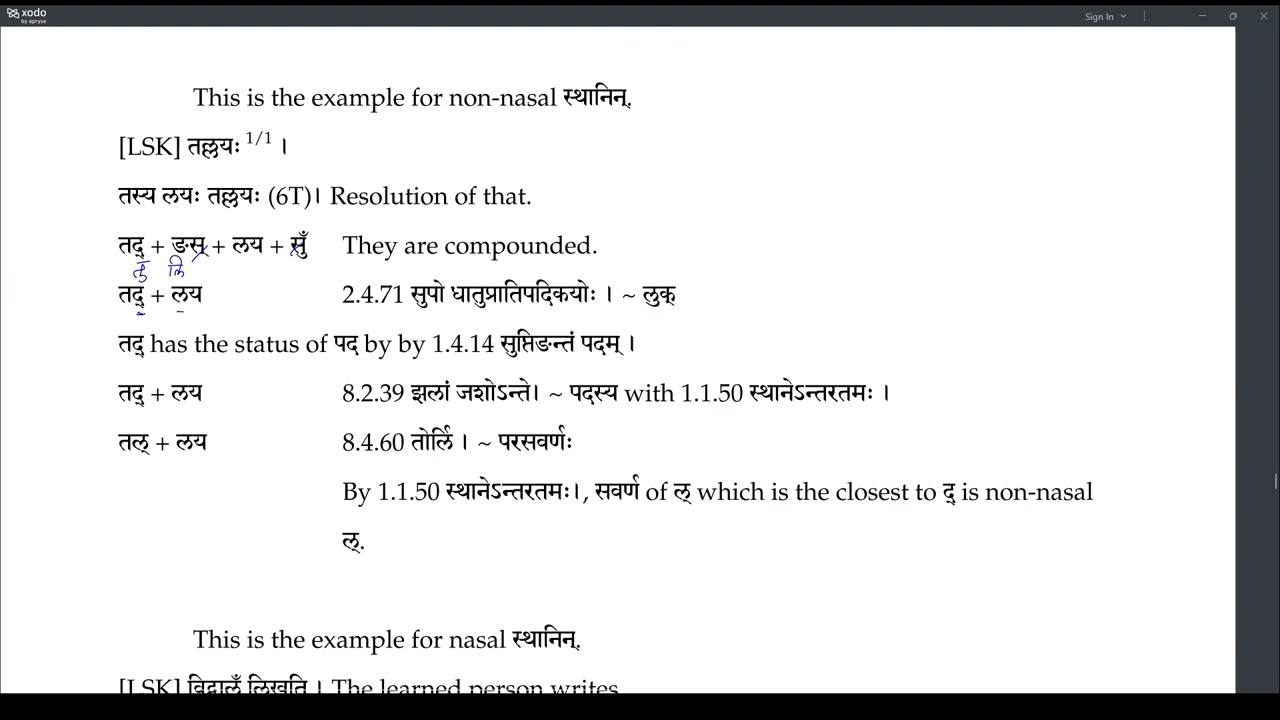 xodo
by apryse
Sign In
This is the example for non-nasal स्थानिन्.
[LSK] तल्लयः 1/1 ।
तस्य लयः तल्लयः (6T)। Resolution of that.
तद् + ङस् + लय + सुँ They are compounded.
तु लि
तद् + लय 2.4.71 सुपो धातुप्रातिपदिकयोः । ~ लुक्
तद् has the status of पद by by 1.4.14 सुप्तिङन्तं पदम् ।
तद् + लय 8.2.39 झलां जशोऽन्ते। ~ पदस्य with 1.1.50 स्थानेऽन्तरतमः ।
तल् + लय 8.4.60 तोर्लि । ~ परसवर्णः
By 1.1.50 स्थानेऽन्तरतमः।, सवर्ण of ल् which is the closest to द् is non-nasal
ल्.
This is the example for nasal स्थानिन्.
[LSK] विद्वालँ लिखति । The learned person writes